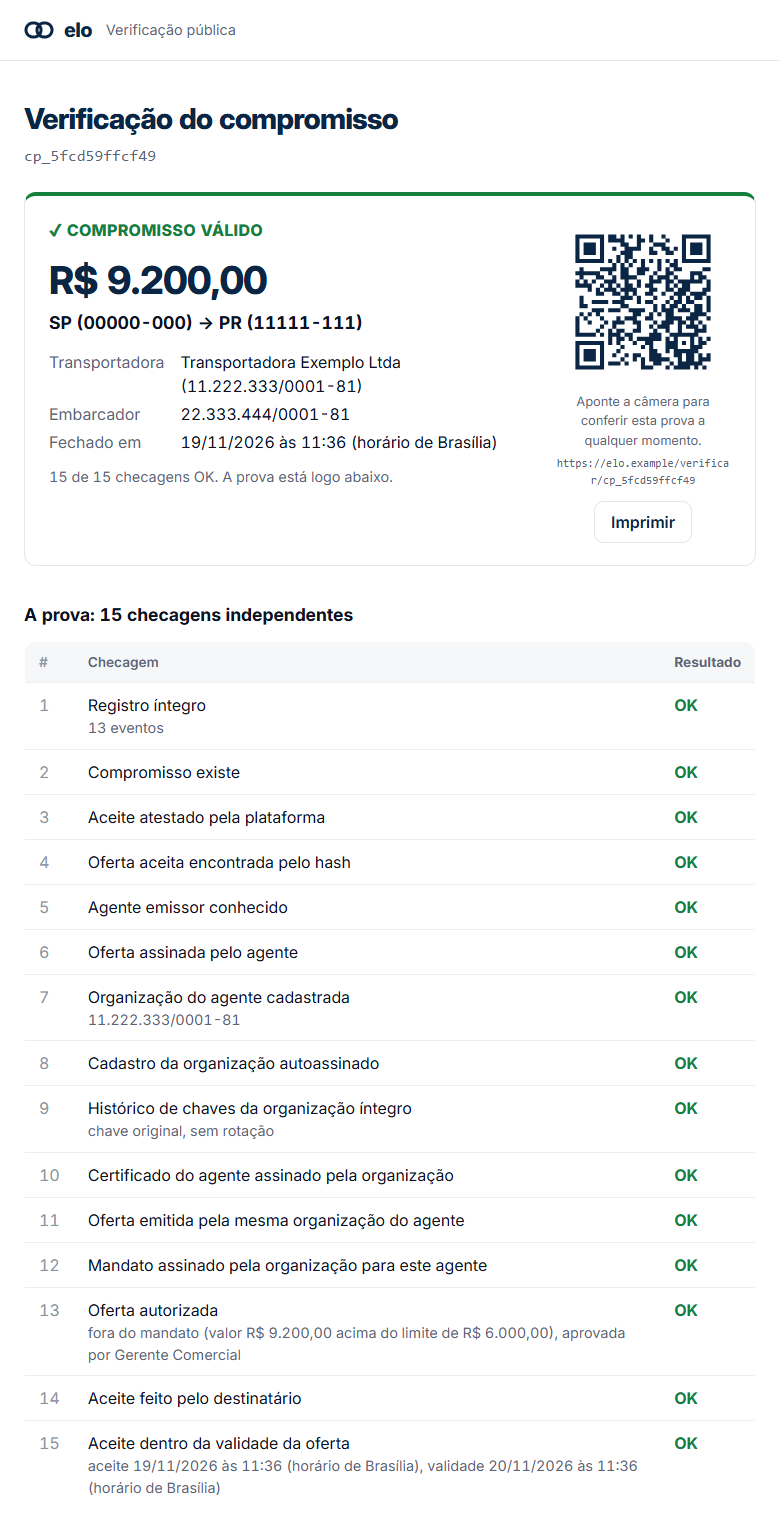 elo Verificação pública
Verificação do compromisso
cp_5fcd59ffcf49
✓ COMPROMISSO VÁLIDO
R$ 9.200,00
SP (00000-000) → PR (11111-111)
Transportadora Transportadora Exemplo Ltda
(11.222.333/0001-81)
Embarcador 22.333.444/0001-81
Fechado em 19/11/2026 às 11:36 (horário de Brasília)
15 de 15 checagens OK. A prova está logo abaixo.
Aponte a câmera para
conferir esta prova a
qualquer momento.
https://elo.example/verifica
r/cp_5fcd59ffcf49
Imprimir
A prova: 15 checagens independentes
# Checagem Resultado
1 Registro íntegro OK
13 eventos
2 Compromisso existe OK
3 Aceite atestado pela plataforma OK
4 Oferta aceita encontrada pelo hash OK
5 Agente emissor conhecido OK
6 Oferta assinada pelo agente OK
7 Organização do agente cadastrada OK
11.222.333/0001-81
8 Cadastro da organização autoassinado OK
9 Histórico de chaves da organização íntegro OK
chave original, sem rotação
10 Certificado do agente assinado pela organização OK
11 Oferta emitida pela mesma organização do agente OK
12 Mandato assinado pela organização para este agente OK
13 Oferta autorizada OK
fora do mandato (valor R$ 9.200,00 acima do limite de R$ 6.000,00), aprovada
por Gerente Comercial
14 Aceite feito pelo destinatário OK
15 Aceite dentro da validade da oferta OK
aceite 19/11/2026 às 11:36 (horário de Brasília), validade 20/11/2026 às 11:36
(horário de Brasília)